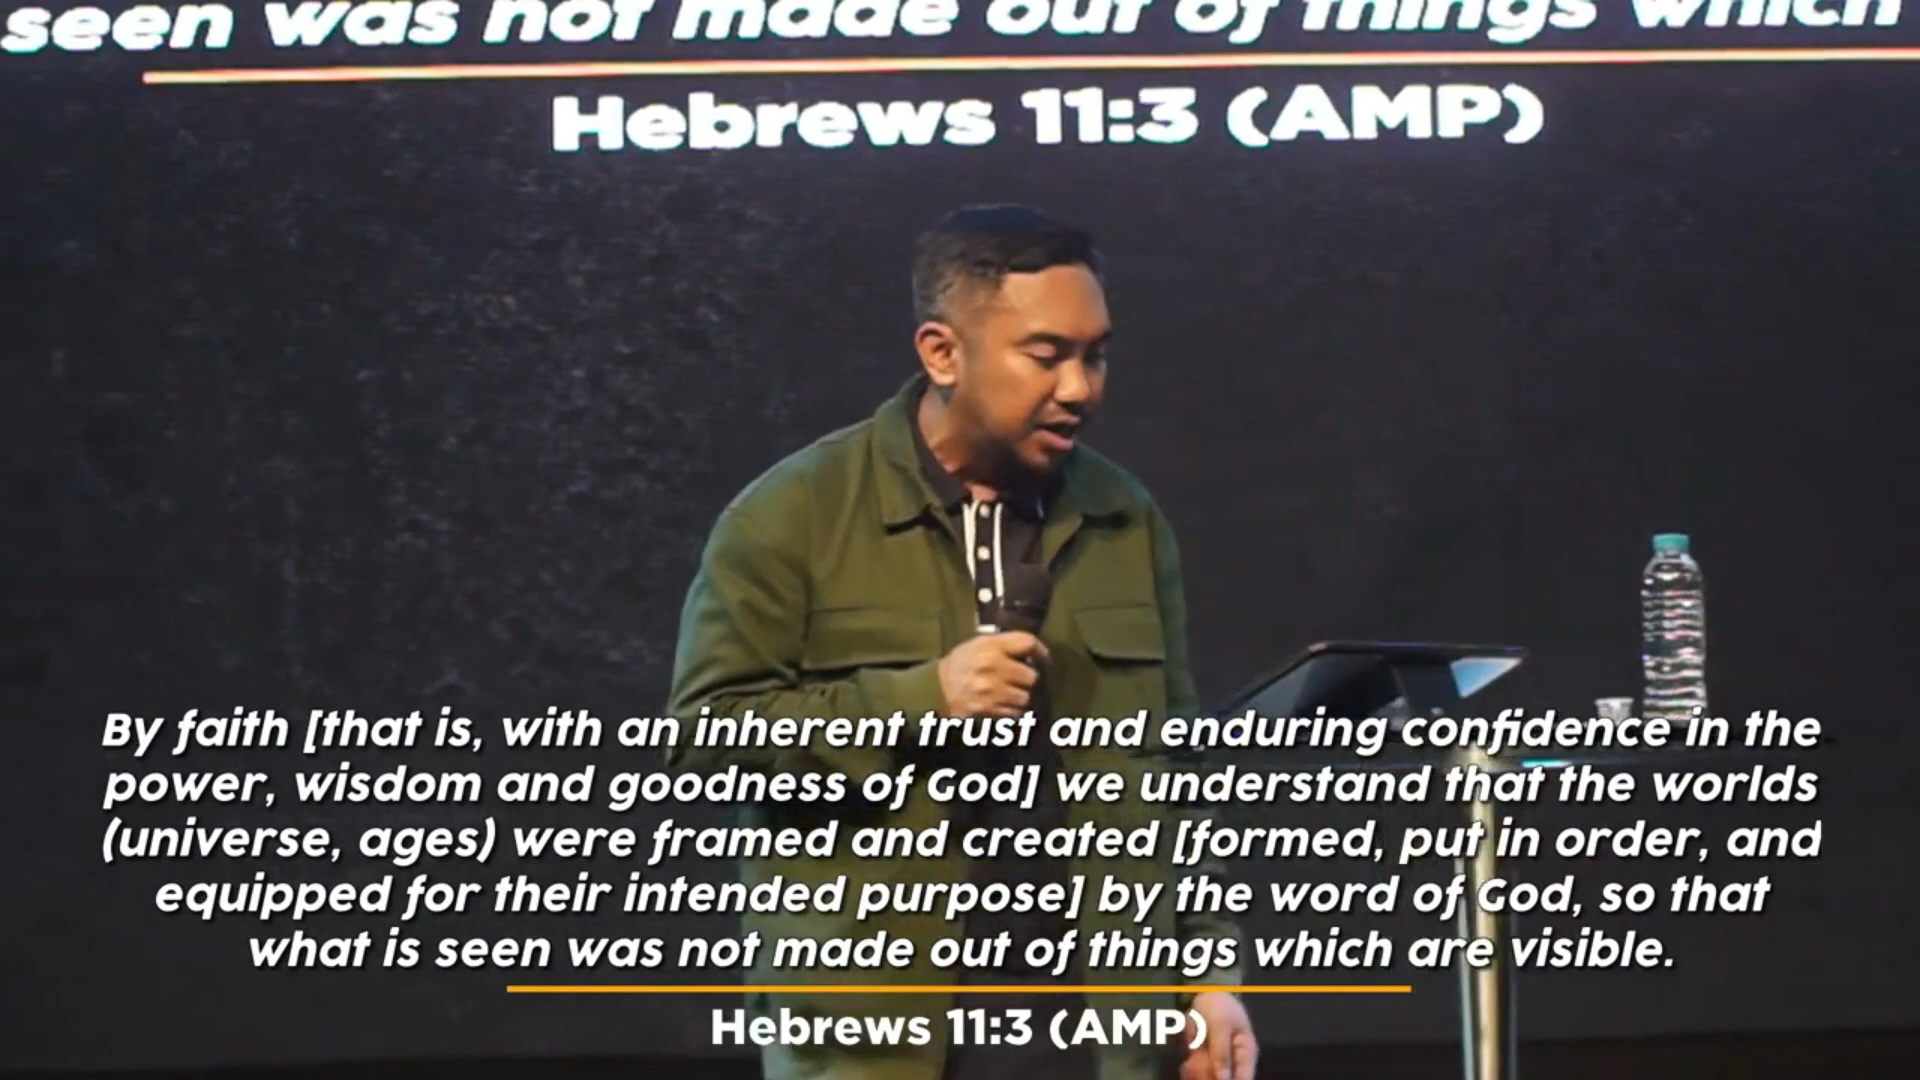 seen was not made out of things which
Hebrews 11:3 (AMP)
By faith [that is, with an inherent trust and enduring confidence in the
power, wisdom and goodness of God] we understand that the worlds
(universe, ages) were framed and created [formed, put in order, and
equipped for their intended purpose] by the word of God, so that
what is seen was not made out of things which are visible.
Hebrews 11:3 (AMP)